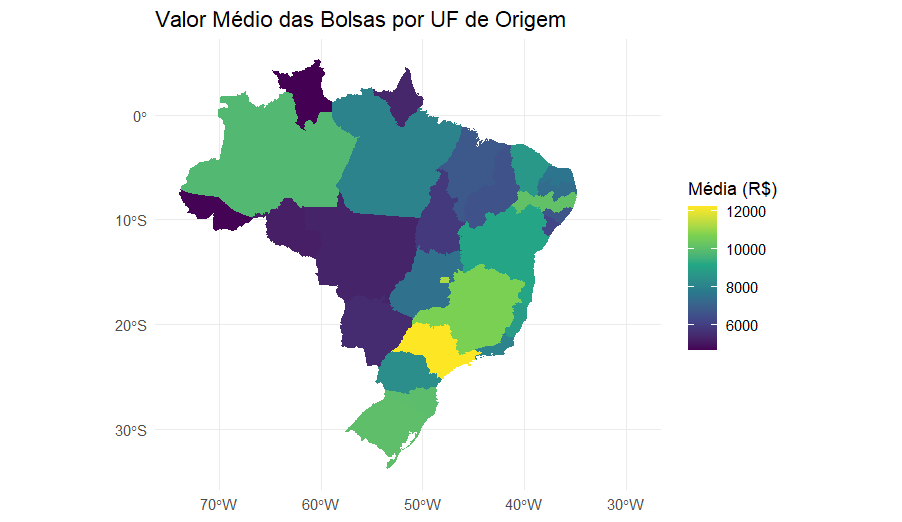 Valor Médio das Bolsas por UF de Origem
0°
10°S
20°S
30°S
70°W
60°W
50°W
40°W
30°W
Média (R$)
12000
10000
8000
6000